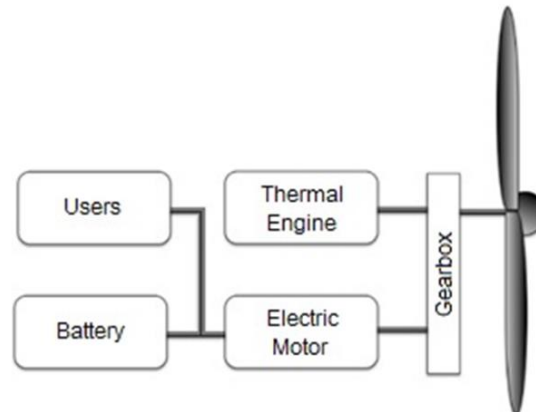 Users
Thermal
Engine
Battery
Electric
Motor
Gearbox